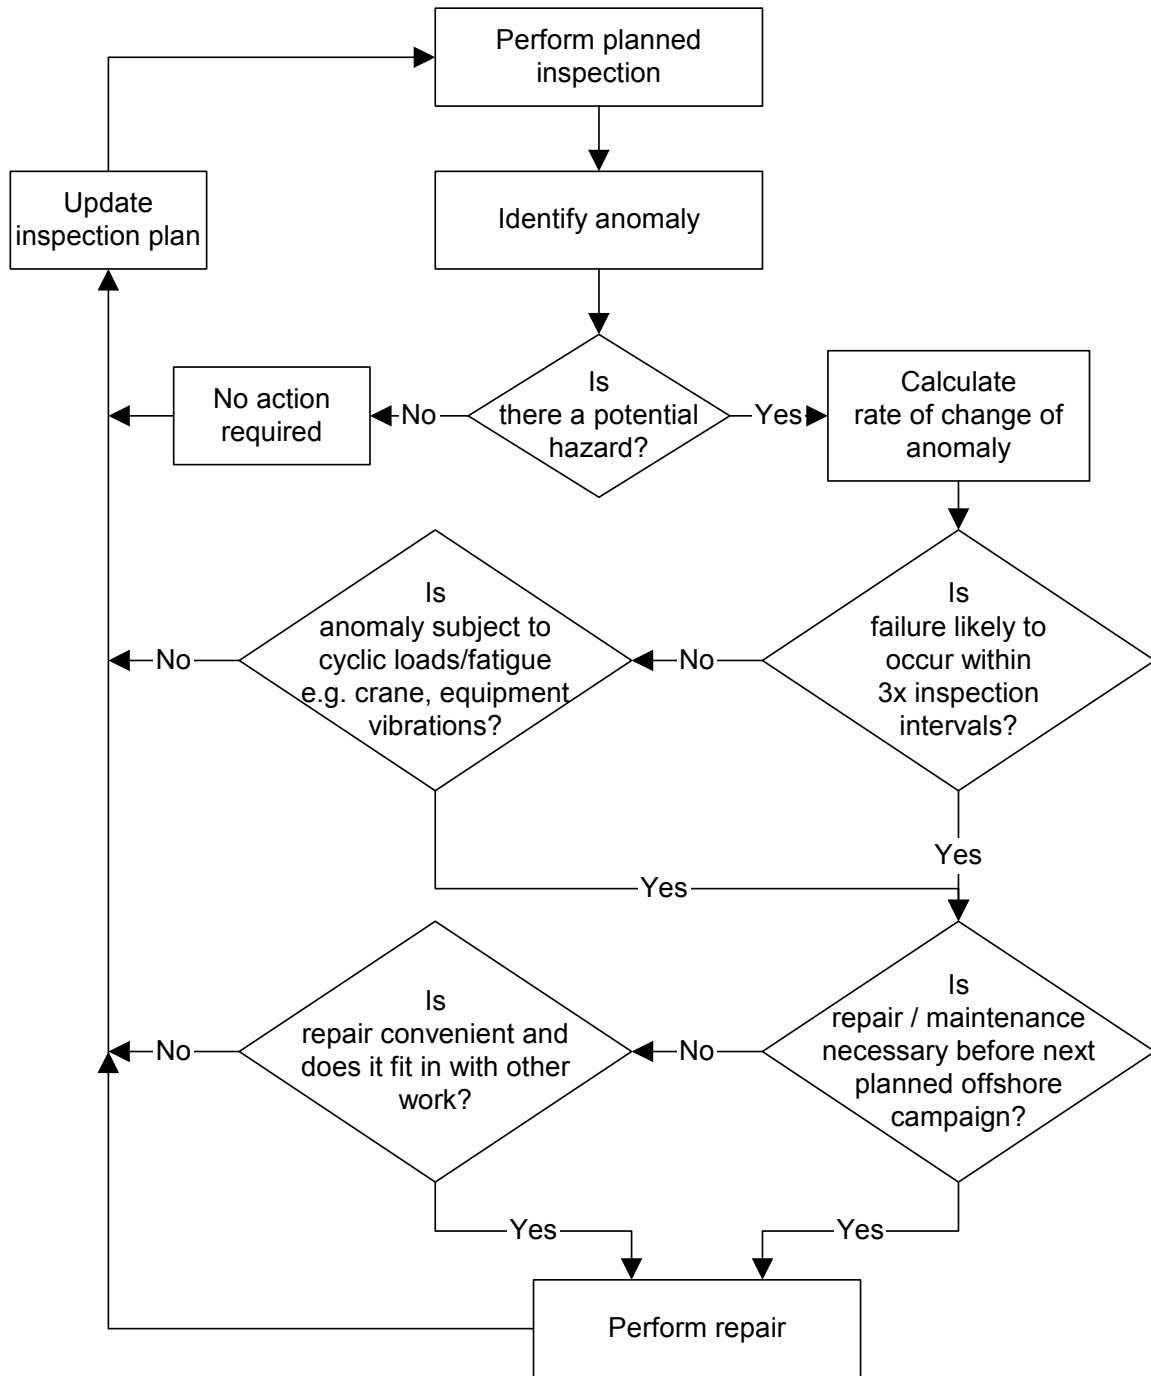 Perform planned
inspection
Update
inspection plan
Identify anomaly
No action
required
No
Is
there a potential
hazard?
Yes
Calculate
rate of change of
anomaly
No
Is
anomaly subject to
cyclic loads/fatigue
e.g. crane, equipment
vibrations?
No
Is
failure likely to
occur within
3x inspection
intervals?
Yes
Yes
No
Is
repair convenient and
does it fit in with other
work?
No
Is
repair / maintenance
necessary before next
planned offshore
campaign?
Yes
Yes
Perform repair